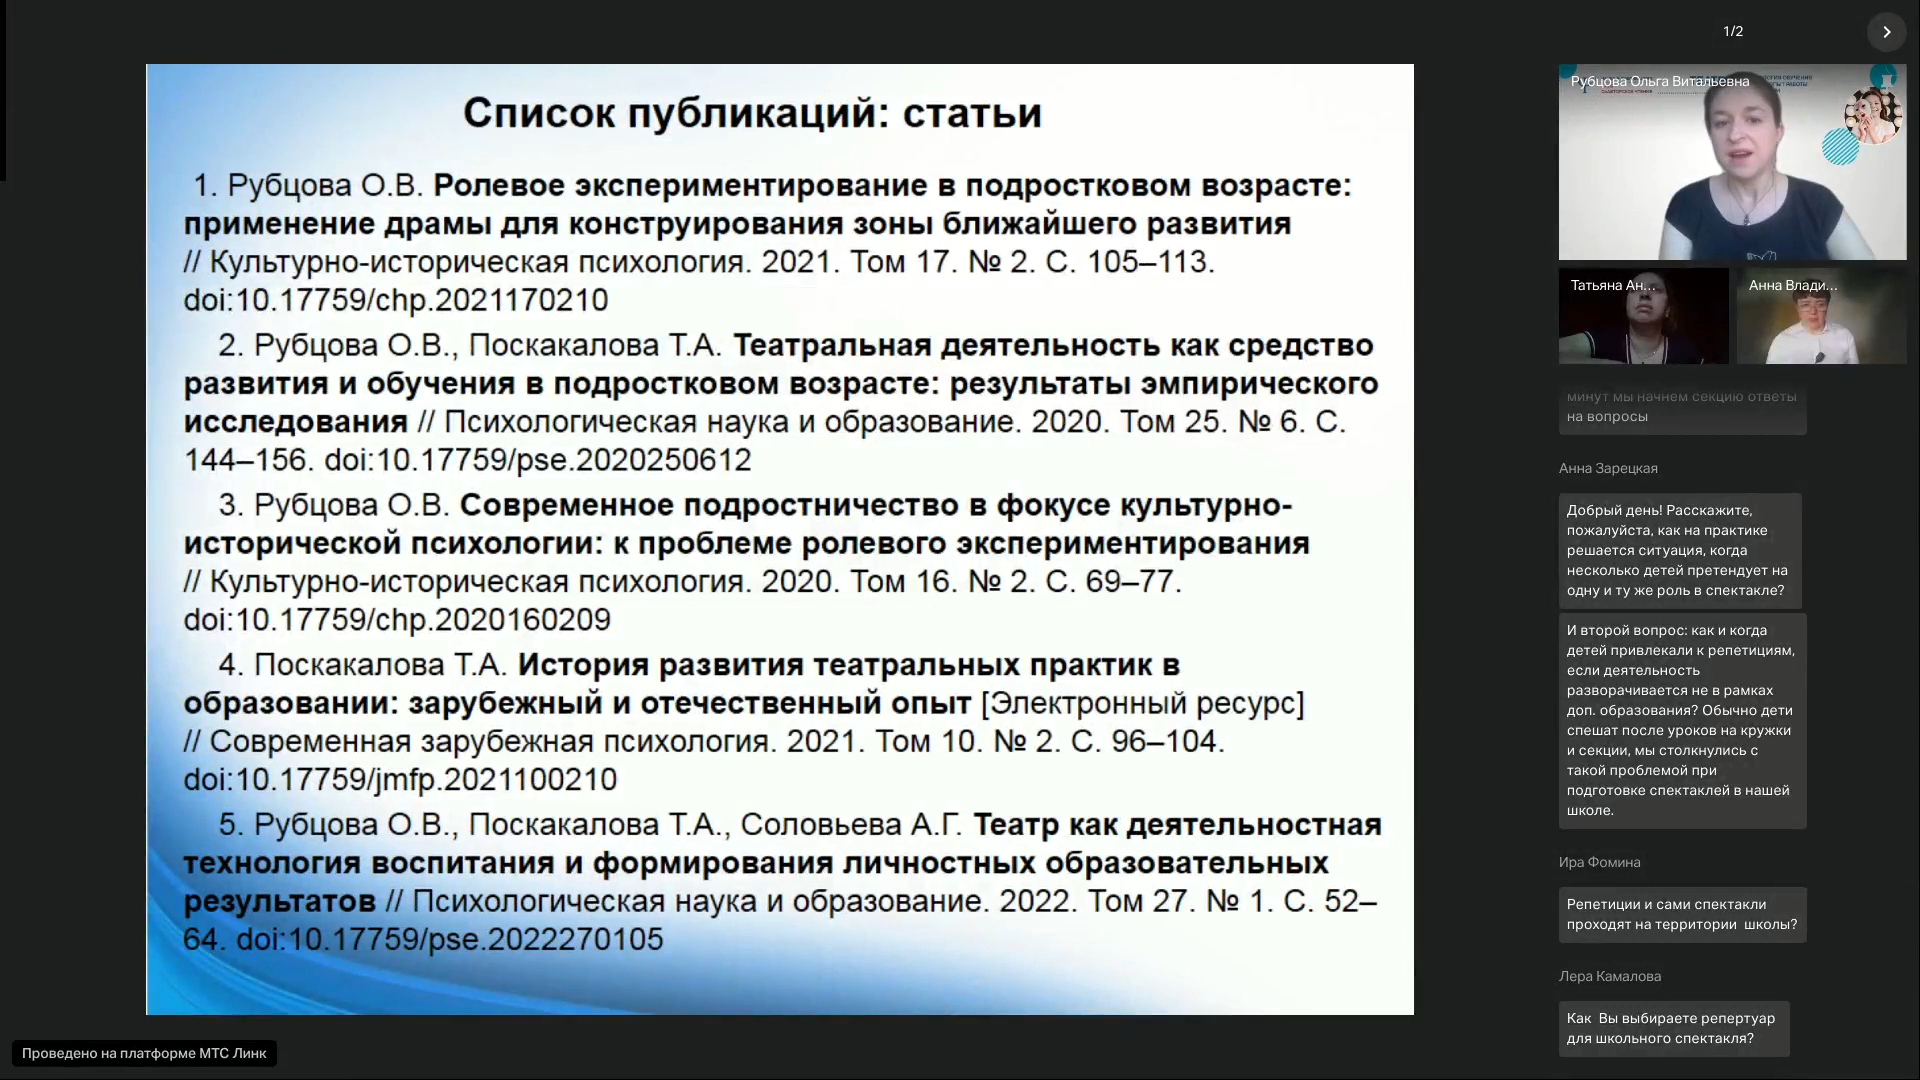 1/2
Список публикаций: статьи
1. Рубцова О.В. Ролевое экспериментирование в подростковом возрасте:
применение драмы для конструирования зоны ближайшего развития
// Культурно-историческая психология. 2021. Том 17. № 2. С. 105–113.
doi:10.17759/chp.2021170210
2. Рубцова О.В., Поскакалова Т.А. Театральная деятельность как средство
развития и обучения в подростковом возрасте: результаты эмпирического
исследования // Психологическая наука и образование. 2020. Том 25. № 6. С.
144–156. doi:10.17759/pse.2020250612
3. Рубцова О.В. Современное подростничество в фокусе культурно-
исторической психологии: к проблеме ролевого экспериментирования
// Культурно-историческая психология. 2020. Том 16. № 2. С. 69–77.
doi:10.17759/chp.2020160209
4. Поскакалова Т.А. История развития театральных практик в
образовании: зарубежный и отечественный опыт [Электронный ресурс]
// Современная зарубежная психология. 2021. Том 10. № 2. С. 96–104.
doi:10.17759/jmfp.2021100210
5. Рубцова О.В., Поскакалова Т.А., Соловьева А.Г. Театр как деятельностная
технология воспитания и формирования личностных образовательных
результатов // Психологическая наука и образование. 2022. Том 27. № 1. С. 52–
64. doi:10.17759/pse.2022270105
Проведено на платформе МТС Линк
Рубцова Ольга Витальевна
Татьяна Ан...
Анна Влади...
минут мы начнем секцию ответы
на вопросы
Анна Зарецкая
Добрый день! Расскажите,
пожалуйста, как на практике
решается ситуация, когда
несколько детей претендует на
одну и ту же роль в спектакле?
И второй вопрос: как и когда
детей привлекали к репетициям,
если деятельность
разворачивается не в рамках
доп. образования? Обычно дети
спешат после уроков на кружки
и секции, мы столкнулись с
такой проблемой при
подготовке спектаклей в нашей
школе.
Ира Фомина
Репетиции и сами спектакли
проходят на территории  школы?
Лера Камалова
Как  Вы выбираете репертуар
для школьного спектакля?